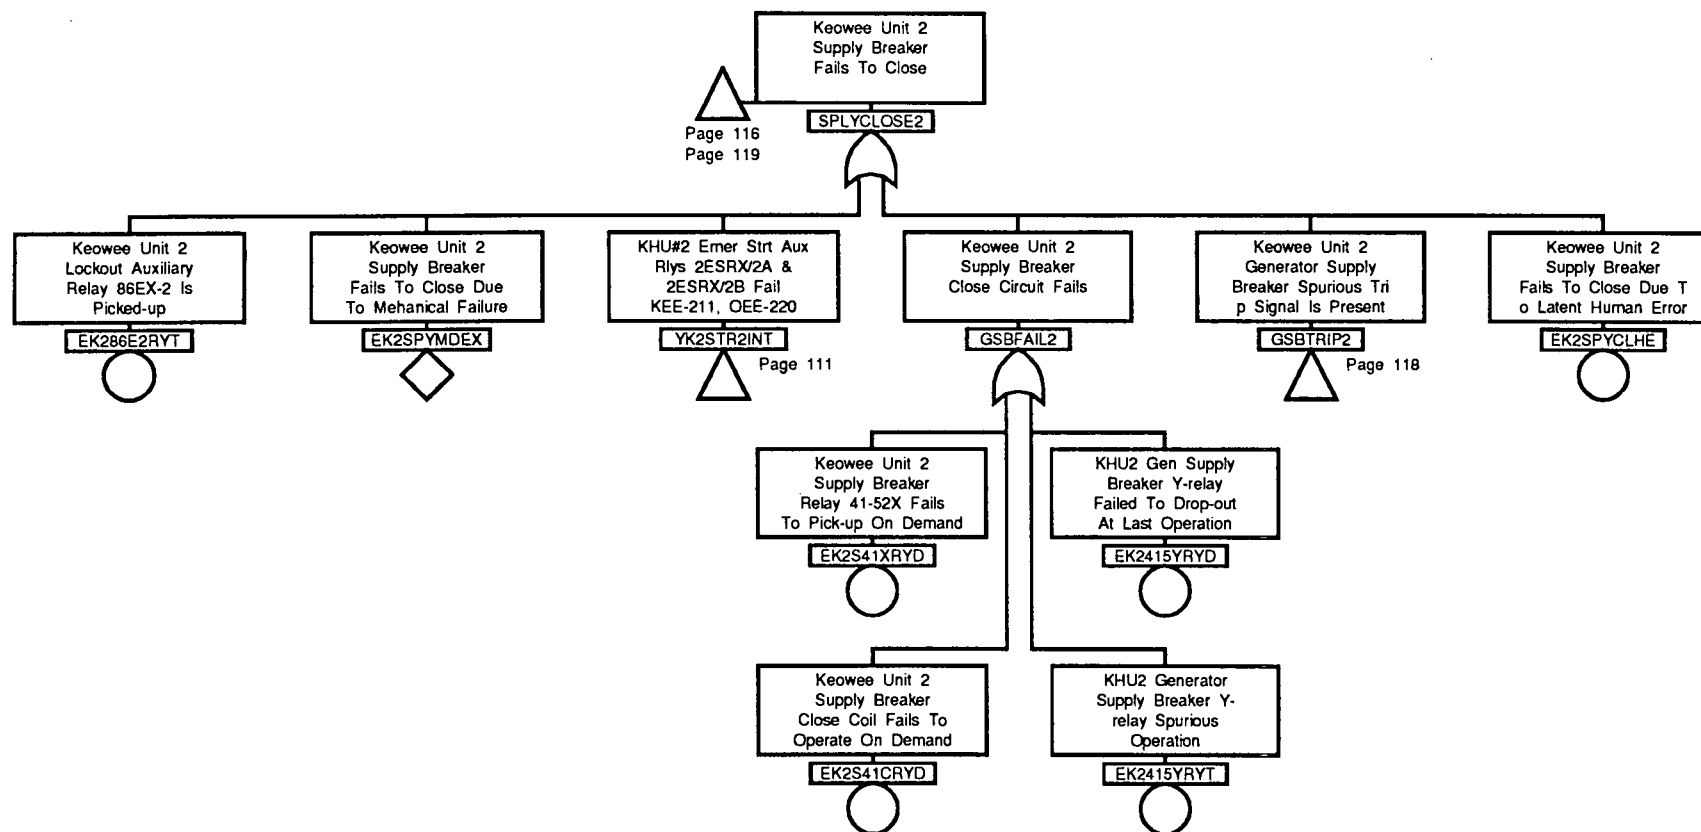 Keowee Unit 2
Supply Breaker
Fails To Close
SPLYCLOSE2
Page 116
Page 119
Keowee Unit 2
Lockout Auxiliary
Relay 86EX-2 Is
Picked-up
EK286E2RYT
Keowee Unit 2
Supply Breaker
Fails To Close Due
To Mehanical Failure
EK2SPYMDEX
KHU#2 Emer Strt Aux
Rlys 2ESRX/2A &
2ESRX/2B Fail
KEE-211, OEE-220
YK2STR2INT
Page 111
Keowee Unit 2
Supply Breaker
Close Circuit Fails
GSBFAIL2
Keowee Unit 2
Generator Supply
Breaker Spurious Tri
p Signal Is Present
GSBTRIP2
Page 118
Keowee Unit 2
Supply Breaker
Fails To Close Due T
o Latent Human Error
EK2SPYCLHE
Keowee Unit 2
Supply Breaker
Relay 41-52X Fails
To Pick-up On Demand
EK2S41XRYD
KHU2 Gen Supply
Breaker Y-relay
Failed To Drop-out
At Last Operation
EK2415YRYD
Keowee Unit 2
Supply Breaker
Close Coil Fails To
Operate On Demand
EK2S41CRYD
KHU2 Generator
Supply Breaker Y-
relay Spurious
Operation
EK2415YRYT